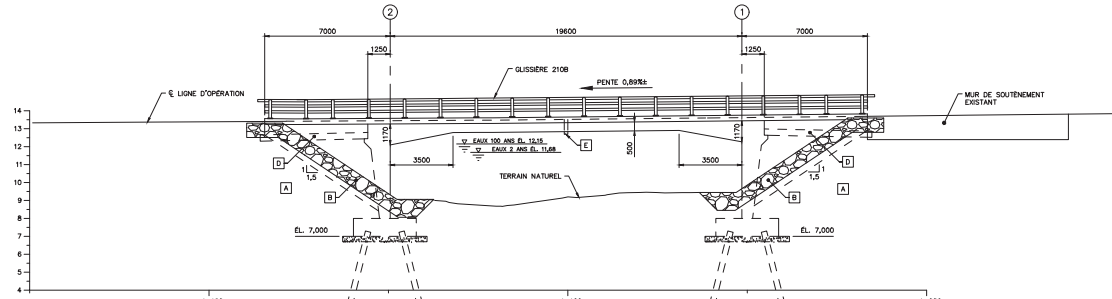 2
1
7000
19600
7000
1250
1250
GLISSIÈRE 210B
PENTE 0,89%±
℄ LIGNE D'OPÉRATION
MUR DE SOUTÈNEMENT
EXISTANT
14
13
12
11
10
9
8
7
6
5
4
1170
1170
EAUX 100 ANS ÉL. 12,15
EAUX 2 ANS ÉL. 11,68
E
500
D
D
3500
3500
1
1,5
1
1,5
A
A
B
B
TERRAIN NATUREL
ÉL. 7,000
ÉL. 7,000